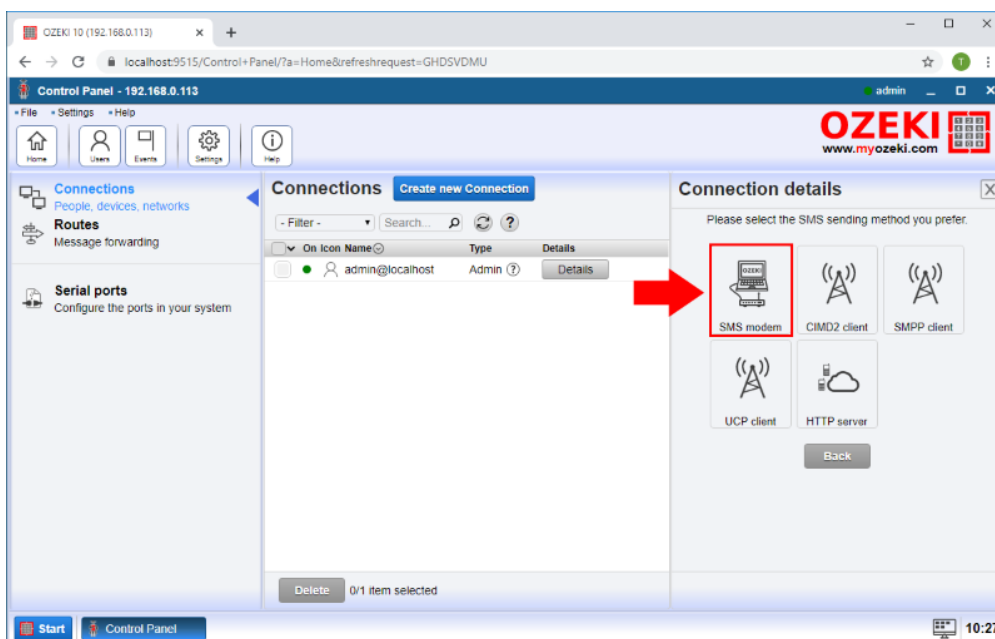 OZEKI 10 (192.168.0.113)
localhost:9515/Control+Panel/?a=Home&refreshrequest=GHDSVDMU
T
Control Panel - 192.168.0.113
admin
File Settings Help
Home
Users
Events
Settings
Help
OZEKI
www.myozeki.com
Connections
People, devices, networks
Routes
Message forwarding
Serial ports
Configure the ports in your system
Connections Create new Connection
- Filter - Search...
On Icon Name Type Details
admin@localhost Admin Details
Delete 0/1 item selected
Connection details
Please select the SMS sending method you prefer.
OZEKI
SMS modem CIMD2 client SMPP client
UCP client HTTP server
Back
Start Control Panel 10:27